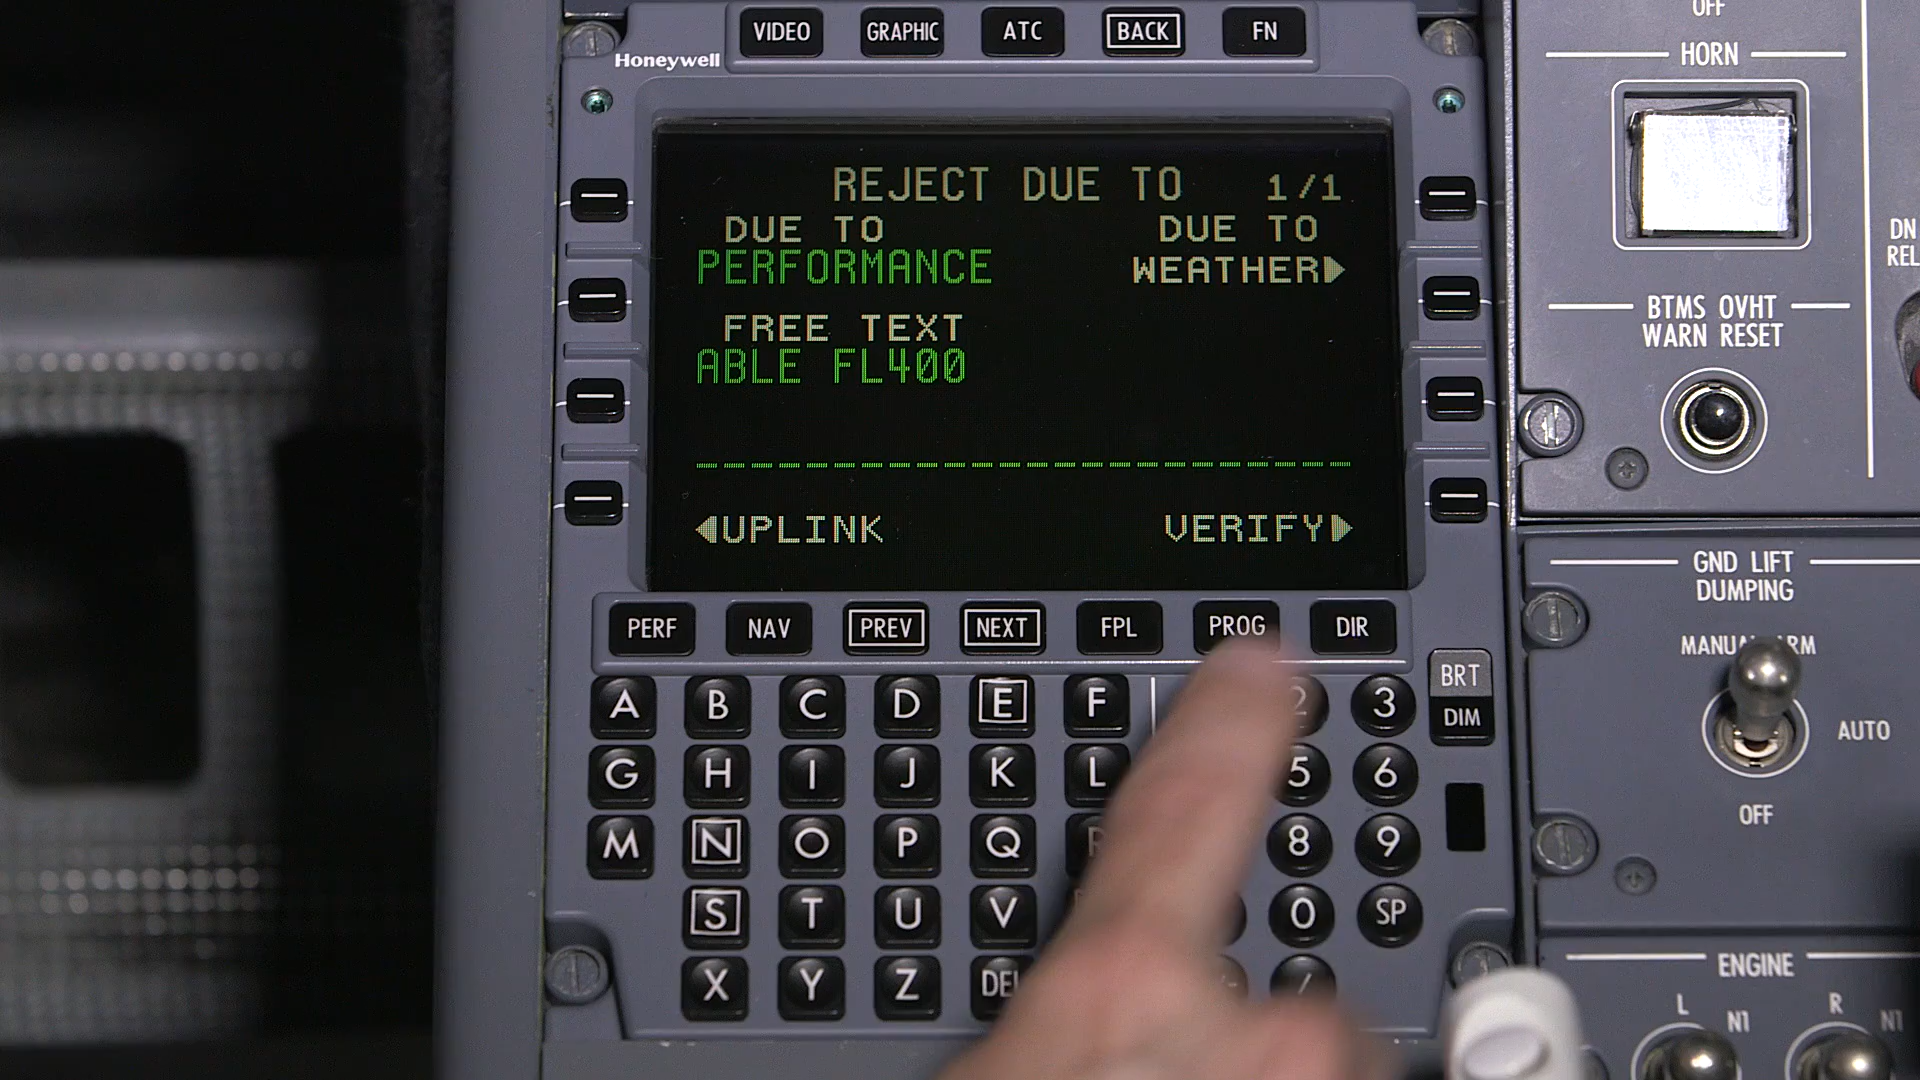 VIDEO GRAPHIC ATC BACK FN
Honeywell
REJECT DUE TO 1/1
DUE TO DUE TO
PERFORMANCE WEATHER
FREE TEXT
ABLE FL400
UPLINK VERIFY
PERF NAV PREV NEXT FPL PROG DIR
BRT
DIM
A B C D E F 2 3
G H I J K L 5 6
M N O P Q R 8 9
S T U V 0 SP
X Y Z DEL /
OFF
HORN
DN
REL
BTMS OVHT
WARN RESET
GND LIFT
DUMPING
MANUAL ARM
AUTO
OFF
ENGINE
L N1 R N1